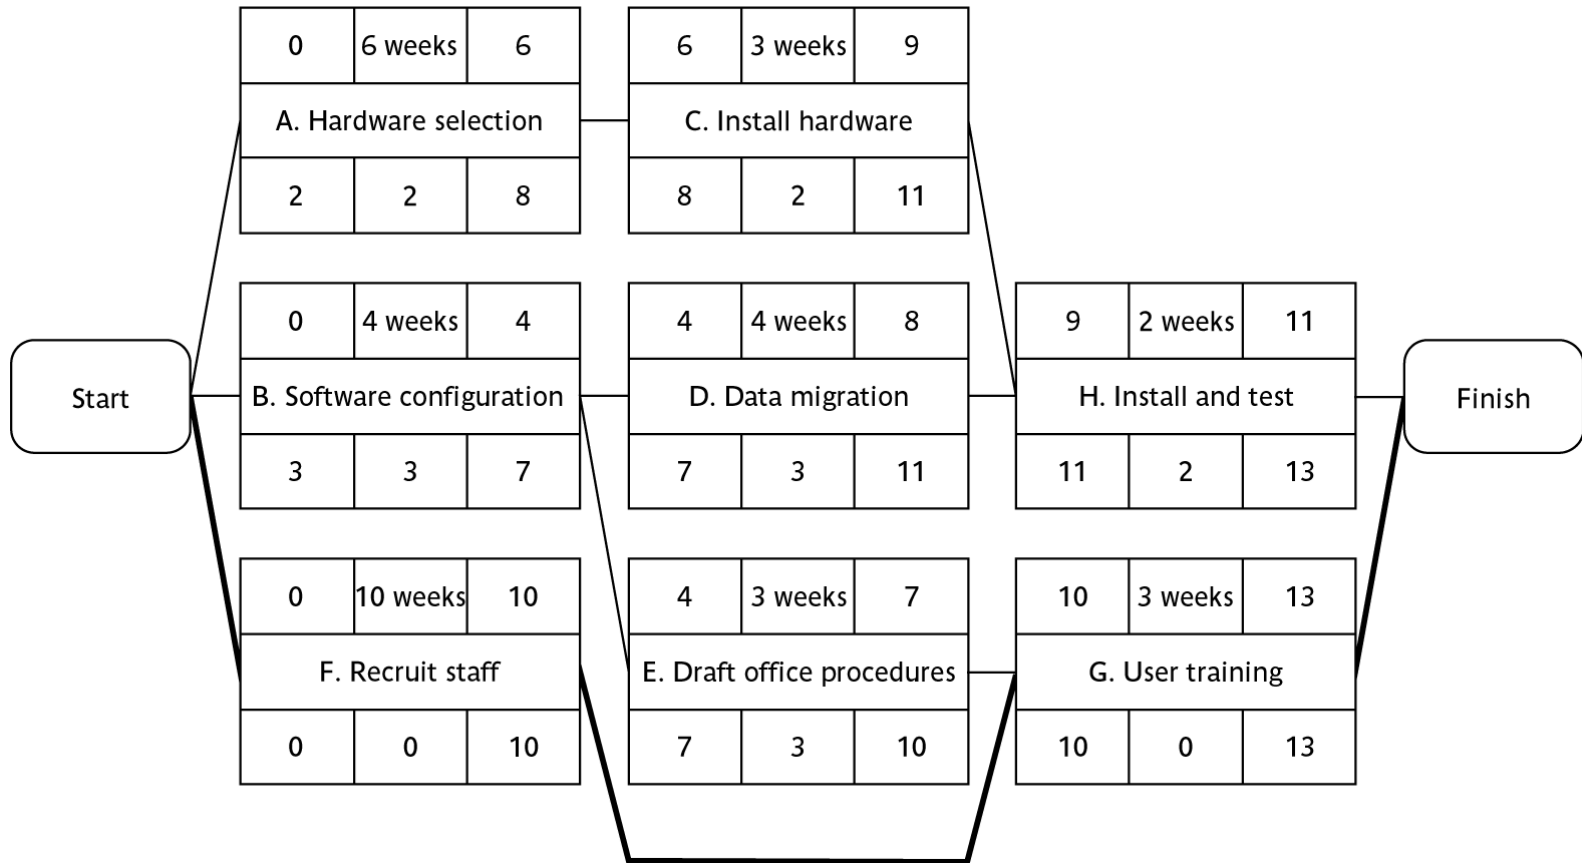 0 6 weeks 6
A. Hardware selection
2 2 8
6 3 weeks 9
C. Install hardware
8 2 11
Start
0 4 weeks 4
B. Software configuration
3 3 7
4 4 weeks 8
D. Data migration
7 3 11
9 2 weeks 11
H. Install and test
11 2 13
Finish
0 10 weeks 10
F. Recruit staff
0 0 10
4 3 weeks 7
E. Draft office procedures
7 3 10
10 3 weeks 13
G. User training
10 0 13